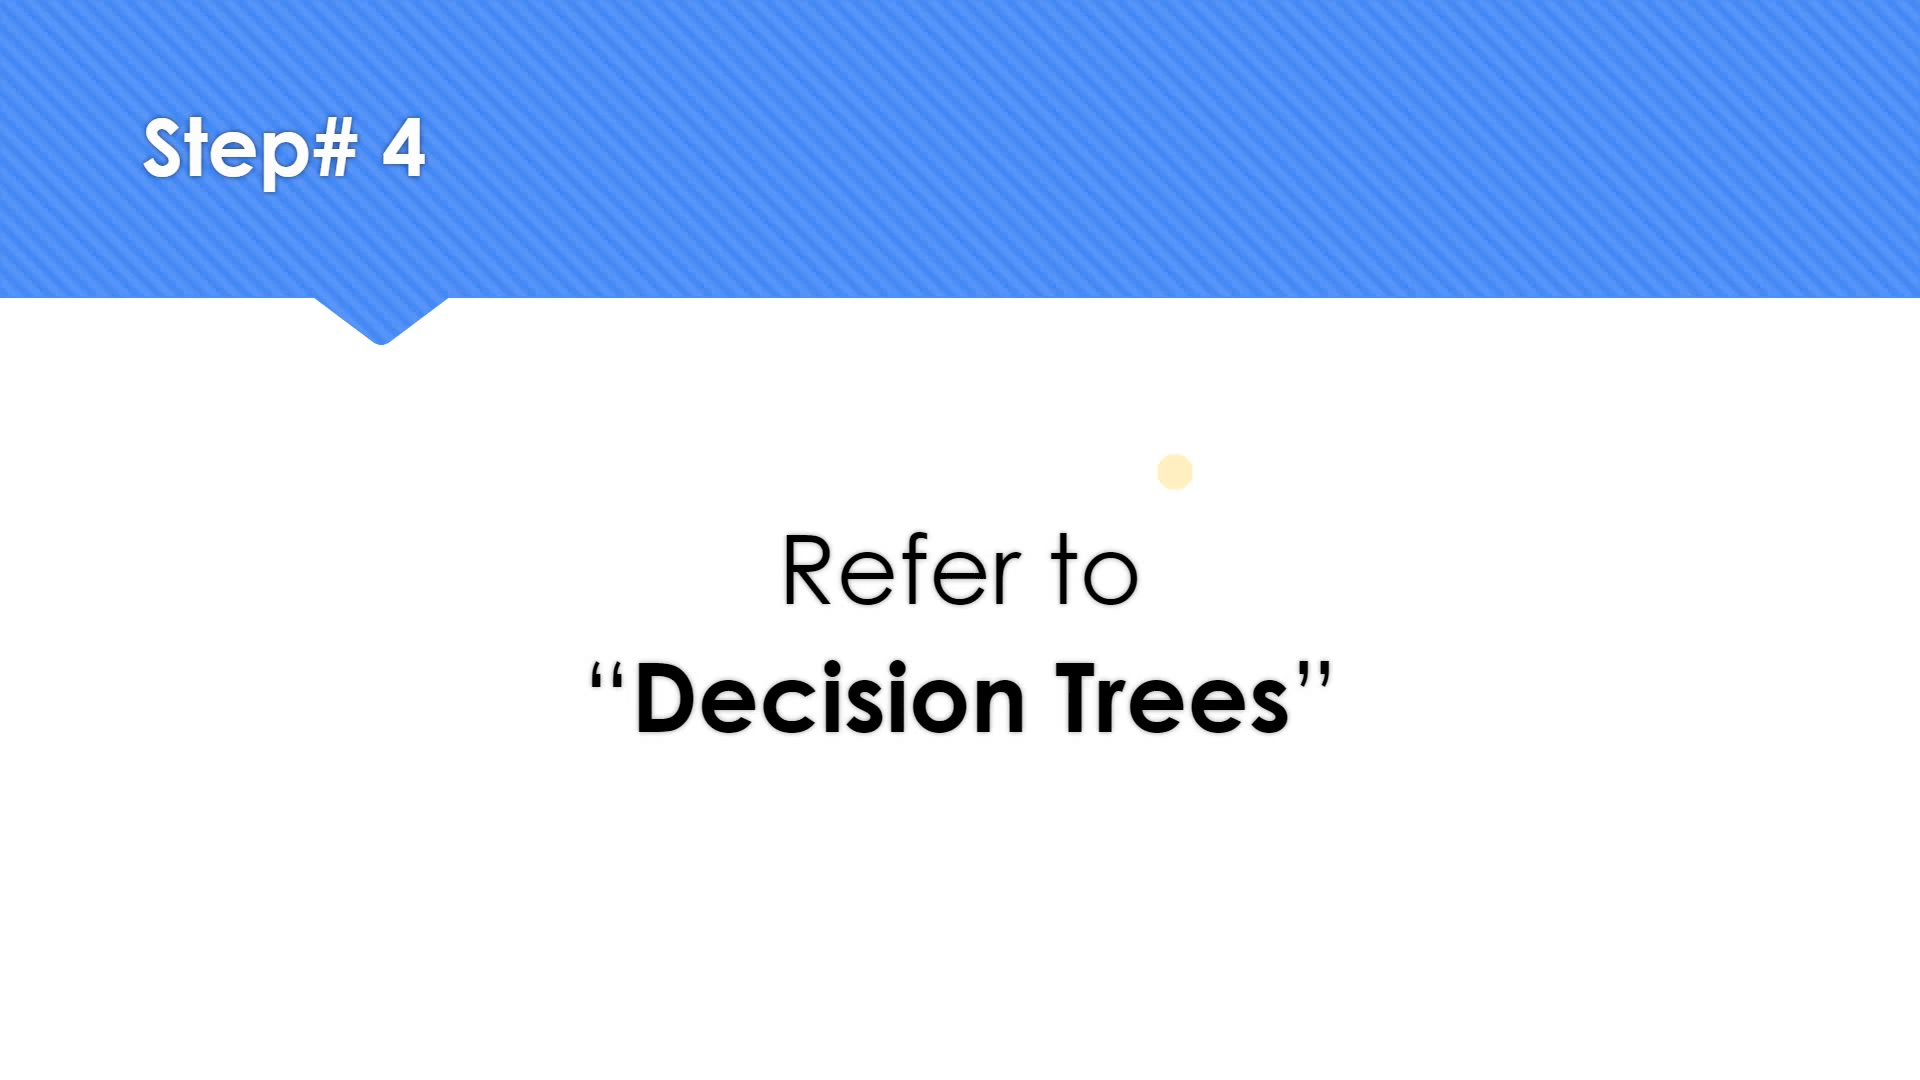 Step# 4
Refer to
“Decision Trees”